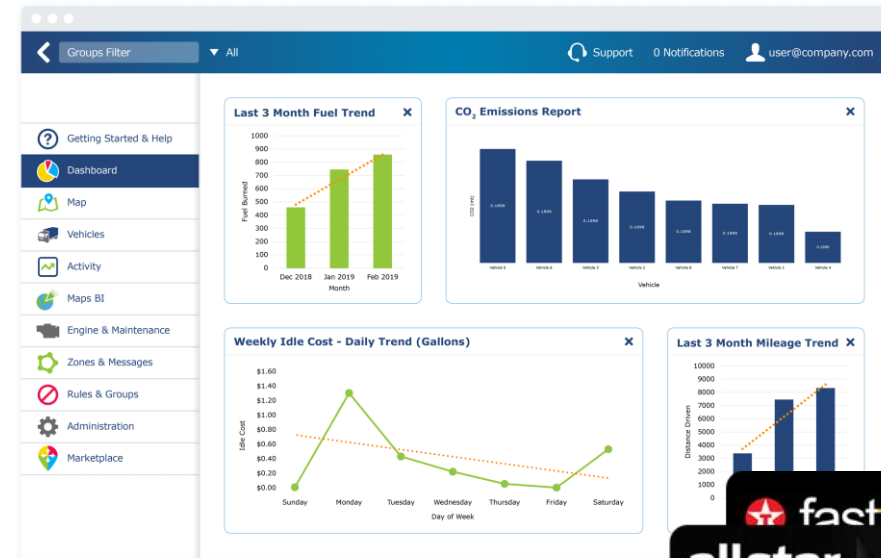 Groups Filter
All
Support
0 Notifications
user@company.com
Getting Started & Help
Dashboard
Map
Vehicles
Activity
Maps BI
Engine & Maintenance
Zones & Messages
Rules & Groups
Administration
Marketplace
Last 3 Month Fuel Trend
1000
900
800
700
600
500
400
300
200
100
0
Fuel Burned
Dec 2018 Jan 2019 Feb 2019
Month
CO₂ Emissions Report
CO2 (mt)
Vehicle
Weekly Idle Cost - Daily Trend (Gallons)
$1.60
$1.40
$1.20
$1.00
$0.80
$0.60
$0.40
$0.20
$0.00
Idle Cost
Sunday Monday Tuesday Wednesday Thursday Friday Saturday
Day of Week
Last 3 Month Mileage Trend
10000
9000
8000
7000
6000
5000
4000
3000
2000
1000
0
Distance Driven
fast
allstar